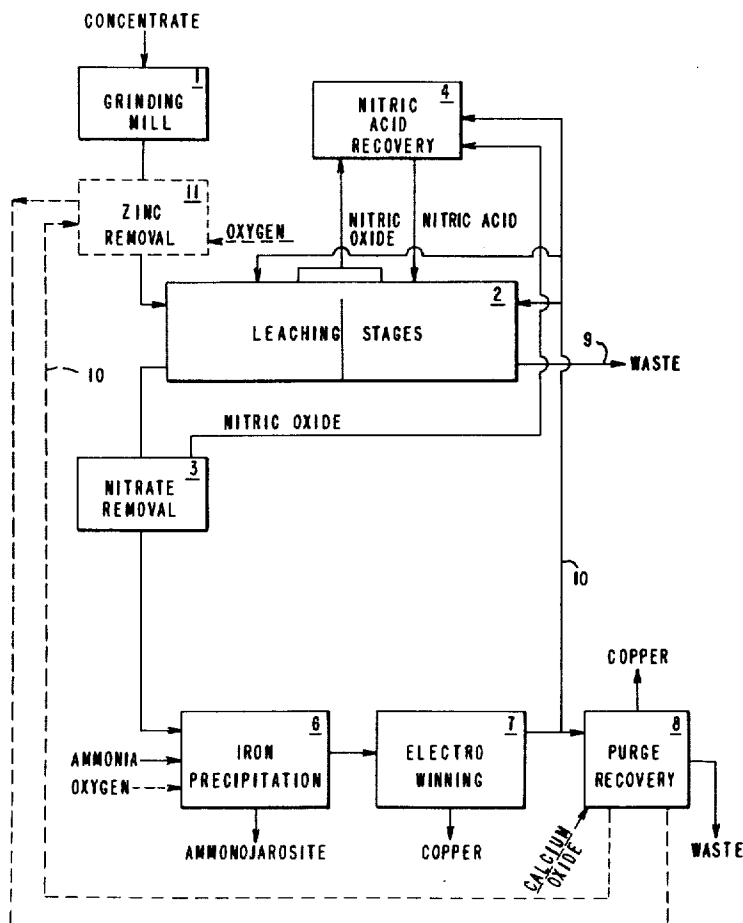 CONCENTRATE
1
GRINDING
MILL
4
NITRIC
ACID
RECOVERY
11
ZINC
REMOVAL
OXYGEN
NITRIC
OXIDE
NITRIC ACID
2
LEACHING STAGES
9
WASTE
10
NITRIC OXIDE
3
NITRATE
REMOVAL
10
COPPER
6
IRON
PRECIPITATION
7
ELECTRO
WINNING
8
PURGE
RECOVERY
AMMONIA
OXYGEN
AMMONOJAROSITE
COPPER
CALCIUM
OXIDE
WASTE